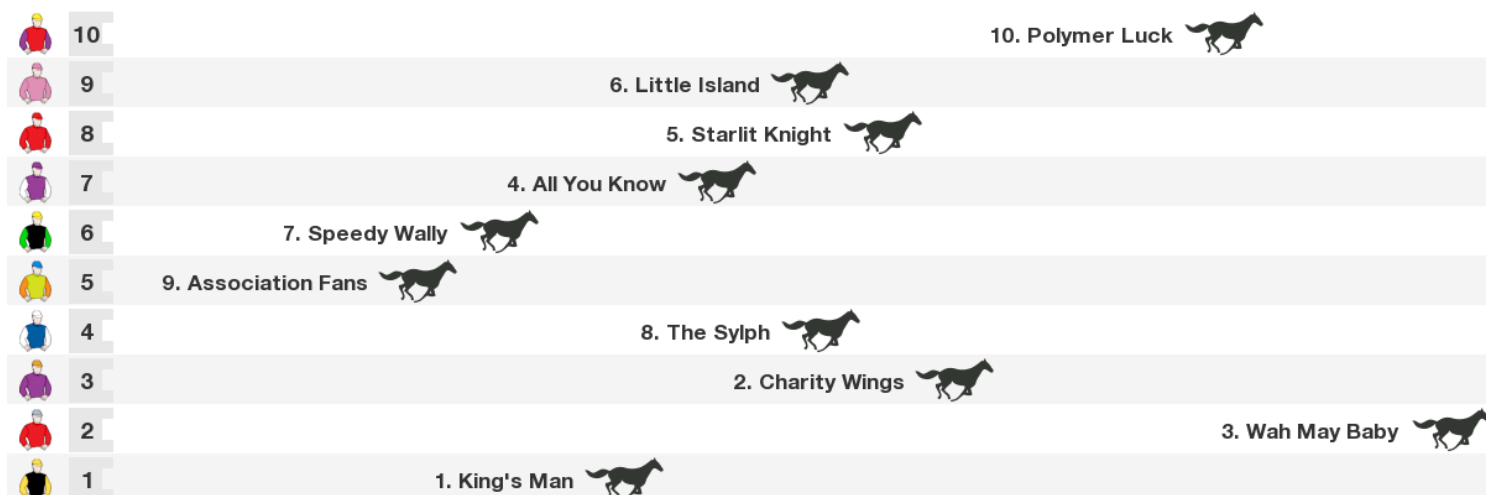 10 10. Polymer Luck
9 6. Little Island
8 5. Starlit Knight
7 4. All You Know
6 7. Speedy Wally
5 9. Association Fans
4 8. The Sylph
3 2. Charity Wings
2 3. Wah May Baby
1 1. King's Man